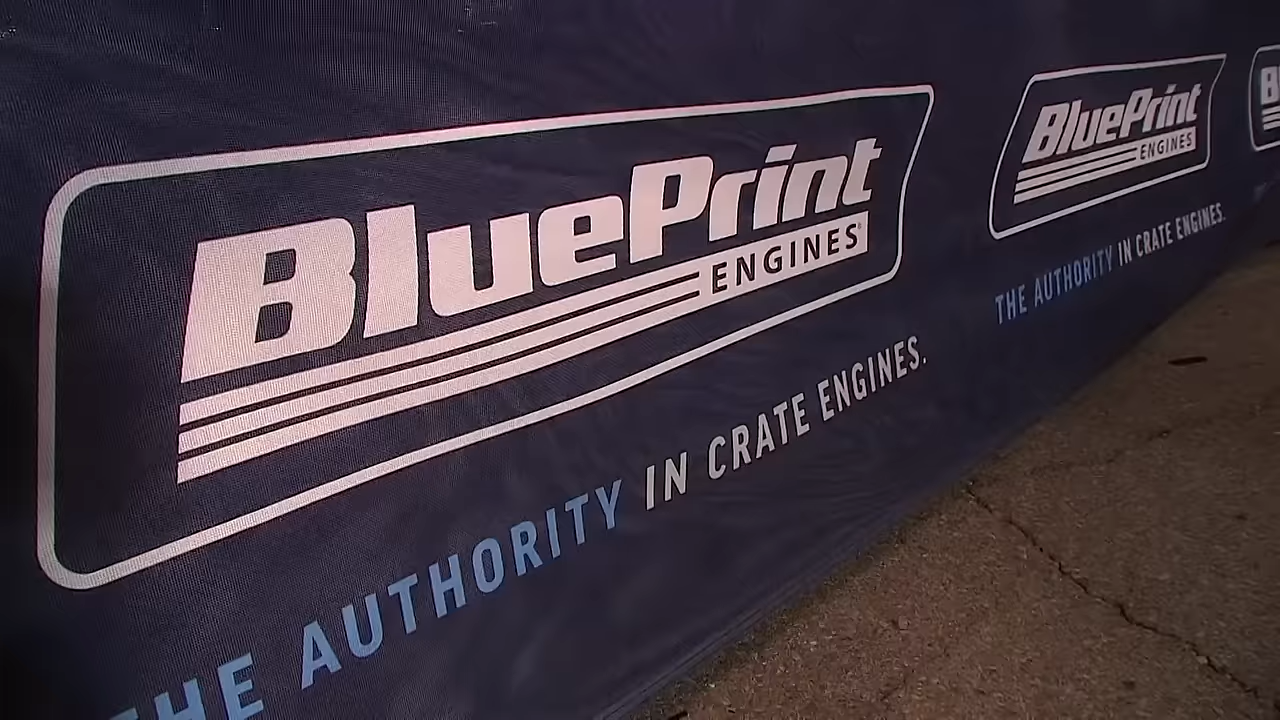 BluePrint
ENGINES
THE AUTHORITY IN CRATE ENGINES.
BluePrint
ENGINES
THE AUTHORITY IN CRATE ENGINES.